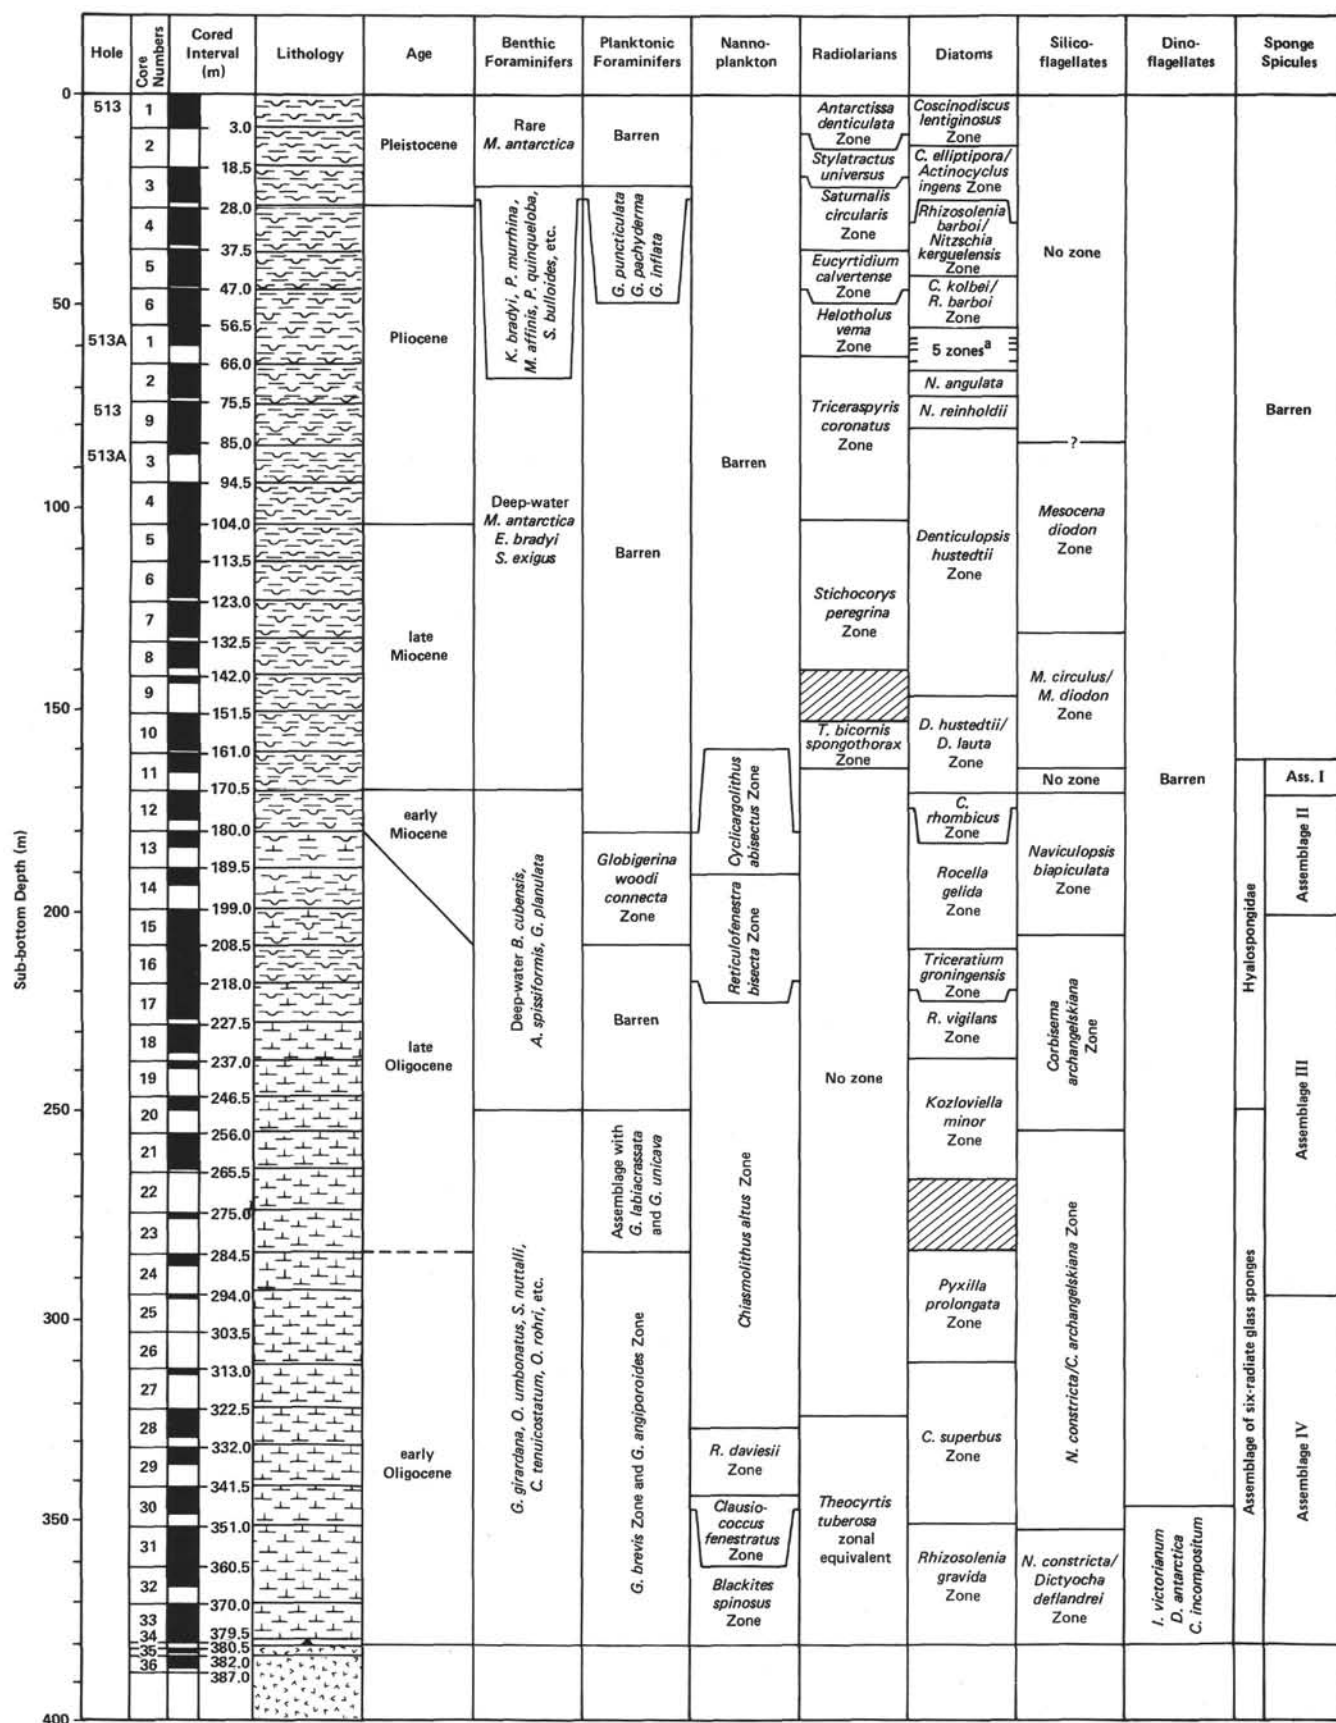 Hole
Core
Numbers
Cored
Interval
(m)
Lithology
Age
Benthic
Foraminifers
Planktonic
Foraminifers
Nanno-
plankton
Radiolarians
Diatoms
Silico-
flagellates
Dino-
flagellates
Sponge
Spicules
Sub-bottom Depth (m)
0
50
100
150
200
250
300
350
400
513
513A
513
513A
1
2
3
4
5
6
1
2
9
3
4
5
6
7
8
9
10
11
12
13
14
15
16
17
18
19
20
21
22
23
24
25
26
27
28
29
30
31
32
33
34
35
36
3.0
18.5
28.0
37.5
47.0
56.5
66.0
75.5
85.0
94.5
104.0
113.5
123.0
132.5
142.0
151.5
161.0
170.5
180.0
189.5
199.0
208.5
218.0
227.5
237.0
246.5
256.0
265.5
275.0
284.5
294.0
303.5
313.0
322.5
332.0
341.5
351.0
360.5
370.0
379.5
380.5
382.0
387.0
Pleistocene
Pliocene
late
Miocene
early
Miocene
late
Oligocene
early
Oligocene
Rare
M. antarctica
K. bradyi, P. murrhina,
M. affinis, P. quinqueloba,
S. bulloides, etc.
Deep-water
M. antarctica
E. bradyi
S. exigus
Deep-water B. cubensis,
A. spissiformis, G. planulata
G. girardana, O. umbonatus, S. nuttalli,
C. tenuicostatum, O. rohri, etc.
Barren
G. puncticulata
G. pachyderma
G. inflata
Barren
Globigerina
woodi
connecta
Zone
Barren
Assemblage with
G. labiacrassata
and G. unicava
G. brevis Zone and G. angiporoides Zone
Barren
Cyclicargolithus
abisectus Zone
Reticulofenestra
bisecta Zone
Chiasmolithus altus Zone
R. daviesii
Zone
Clausio-
coccus
fenestratus
Zone
Blackites
spinosus
Zone
Antarctissa
denticulata
Zone
Stylatractus
universus
Saturnalis
circularis
Zone
Eucyrtidium
calvertense
Zone
Helotholus
vema
Zone
Triceraspyris
coronatus
Zone
Stichocorys
peregrina
Zone
T. bicornis
spongothorax
Zone
No zone
Theocyrtis
tuberosa
zonal
equivalent
Coscinodiscus
lentiginosus
Zone
C. elliptipora/
Actinocyclus
ingens Zone
Rhizosolenia
barboi/
Nitzschia
kerguelensis
Zone
C. kolbei/
R. barboi
Zone
5 zonesa
N. angulata
N. reinholdii
Denticulopsis
hustedtii
Zone
D. hustedtii/
D. lauta
Zone
C.
rhombicus
Zone
Rocella
gelida
Zone
Triceratium
groningensis
Zone
R. vigilans
Zone
Kozloviella
minor
Zone
Pyxilla
prolongata
Zone
C. superbus
Zone
Rhizosolenia
gravida
Zone
No zone
?
Mesocena
diodon
Zone
M. circulus/
M. diodon
Zone
No zone
Naviculopsis
biapiculata
Zone
Corbisema
archangelskiana
Zone
N. constricta/C. archangelskiana Zone
N. constricta/
Dictyocha
deflandrei
Zone
Barren
I. victorianum
D. antarctica
C. incompositum
Barren
Hyalospongidae
Assemblage of six-radiate glass sponges
Ass. I
Assemblage II
Assemblage III
Assemblage IV